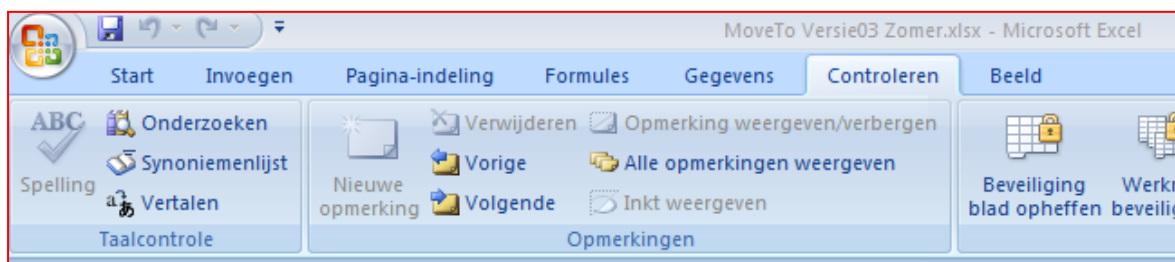 MoveTo Versie03 Zomer.xlsx - Microsoft Excel
Start Invoegen Pagina-indeling Formules Gegevens Controleren Beeld
ABC Onderzoeken Verwijderen Opmerking weergeven/verbergen
Synoniemenlijst Vorige Alle opmerkingen weergeven
Spelling Vertalen Nieuwe opmerking Volgende Inkt weergeven Beveiliging blad opheffen
Taalcontrole Opmerkingen